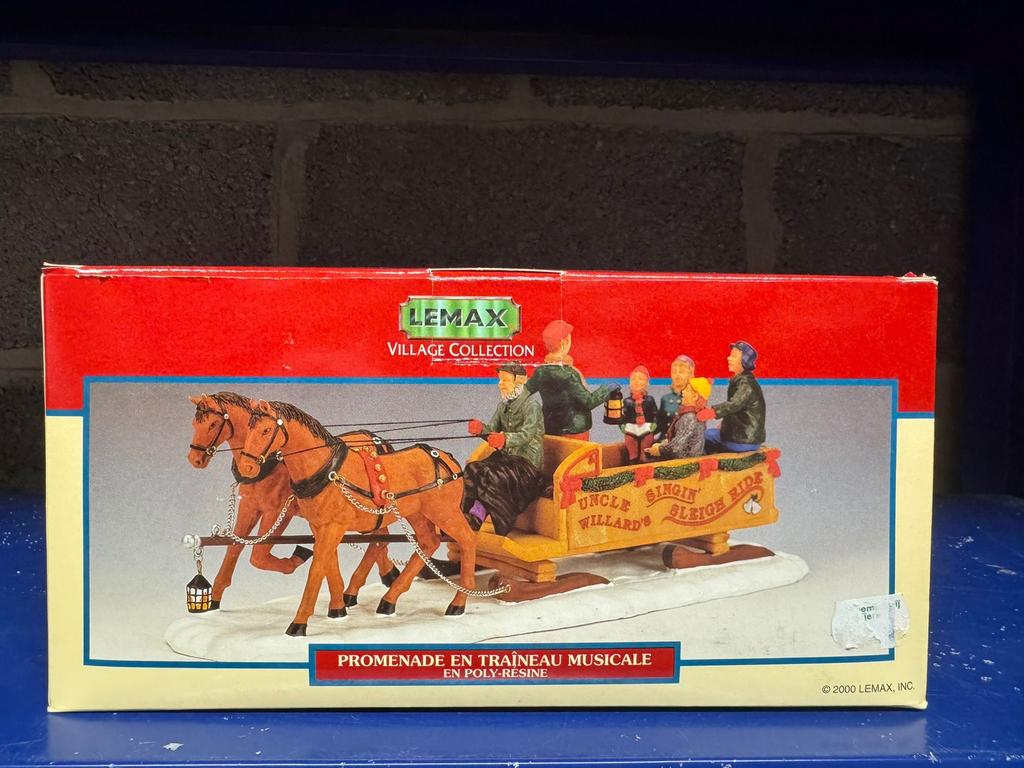 LEMAX
VILLAGE COLLECTION
UNCLE
WILLARD'S
SINGIN'
SLEIGH RIDE
PROMENADE EN TRAÎNEAU MUSICALE
EN POLY-RÉSINE
© 2000 LEMAX, INC.